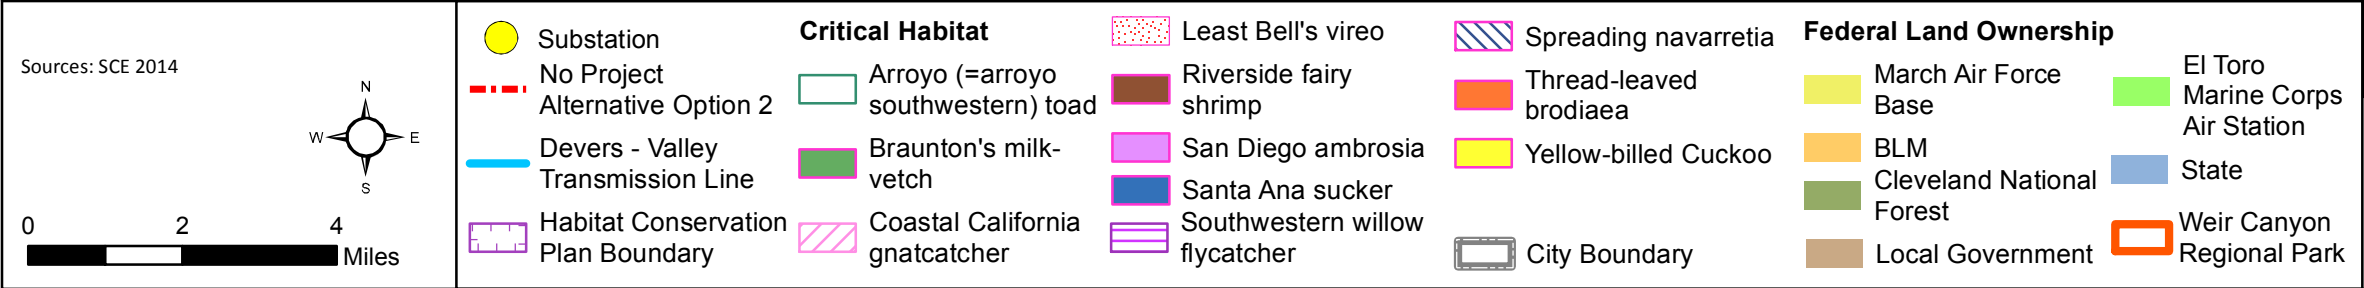 Sources: SCE 2014
N
W
E
S
0
2
4
Miles
Substation
No Project
Alternative Option 2
Devers - Valley
Transmission Line
Habitat Conservation
Plan Boundary
Critical Habitat
Arroyo (=arroyo
southwestern) toad
Braunton's milk-
vetch
Coastal California
gnatcatcher
Least Bell's vireo
Riverside fairy
shrimp
San Diego ambrosia
Santa Ana sucker
Southwestern willow
flycatcher
Spreading navarretia
Thread-leaved
brodiaea
Yellow-billed Cuckoo
City Boundary
Federal Land Ownership
March Air Force
Base
BLM
Cleveland National
Forest
Local Government
El Toro
Marine Corps
Air Station
State
Weir Canyon
Regional Park